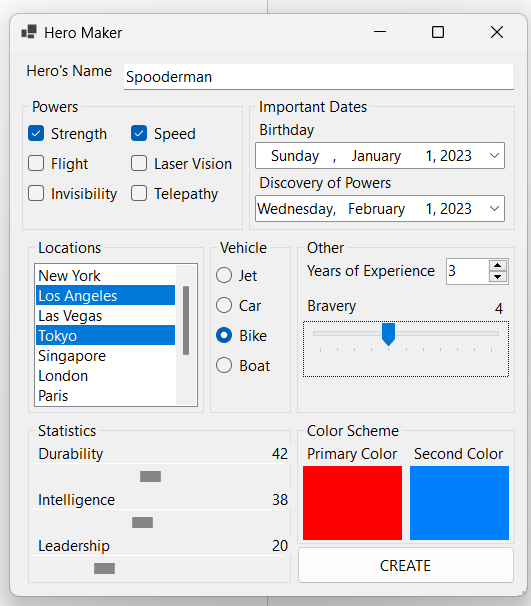 Hero Maker
Hero's Name Spooderman
Powers
Strength Speed
Flight Laser Vision
Invisibility Telepathy
Important Dates
Birthday
Sunday , January 1, 2023
Discovery of Powers
Wednesday, February 1, 2023
Locations
New York
Los Angeles
Las Vegas
Tokyo
Singapore
London
Paris
Vehicle
Jet
Car
Bike
Boat
Other
Years of Experience 3
Bravery 4
Statistics
Durability 42
Intelligence 38
Leadership 20
Color Scheme
Primary Color Second Color
CREATE